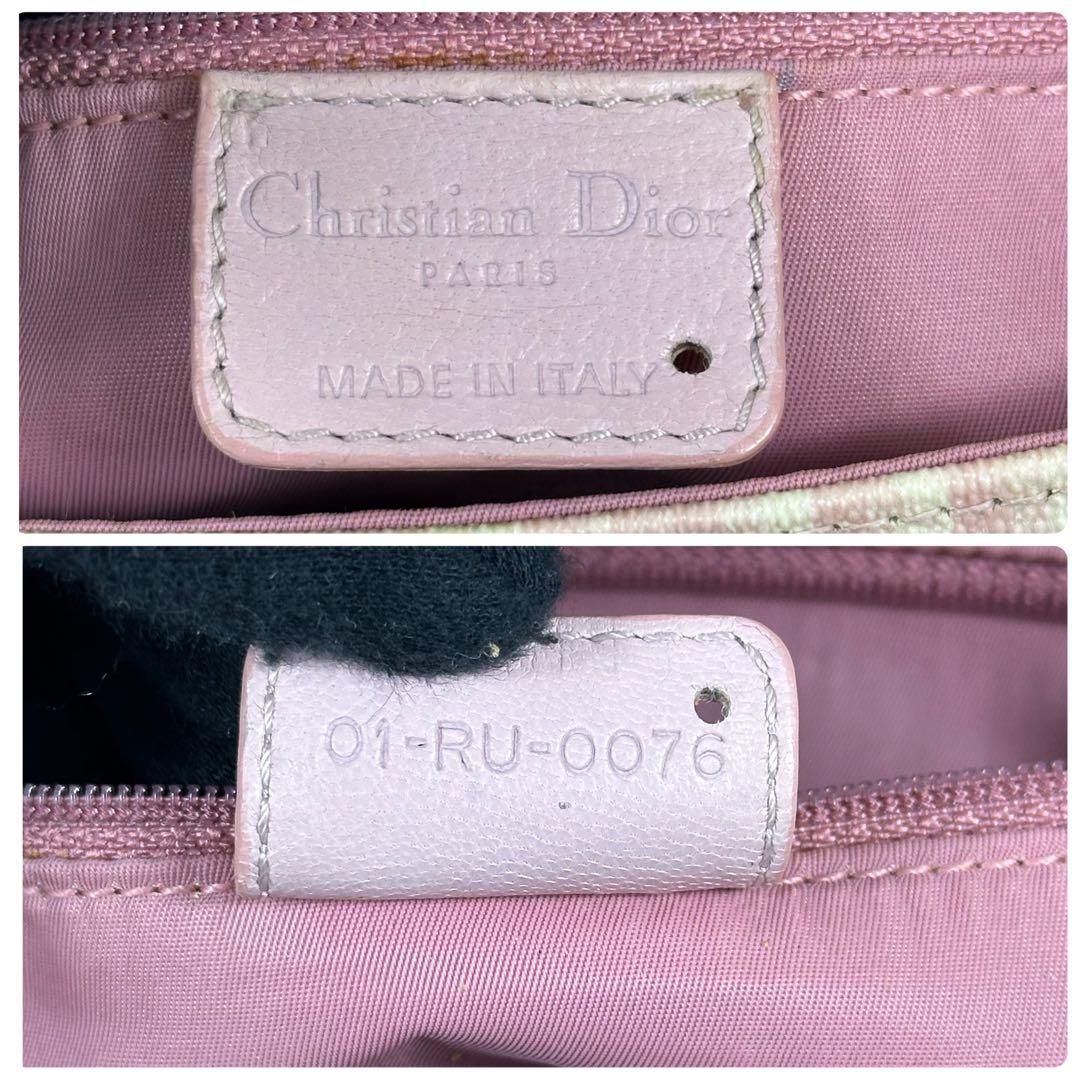 Christian Dior
PARIS
MADE IN ITALY
01-RU-0076